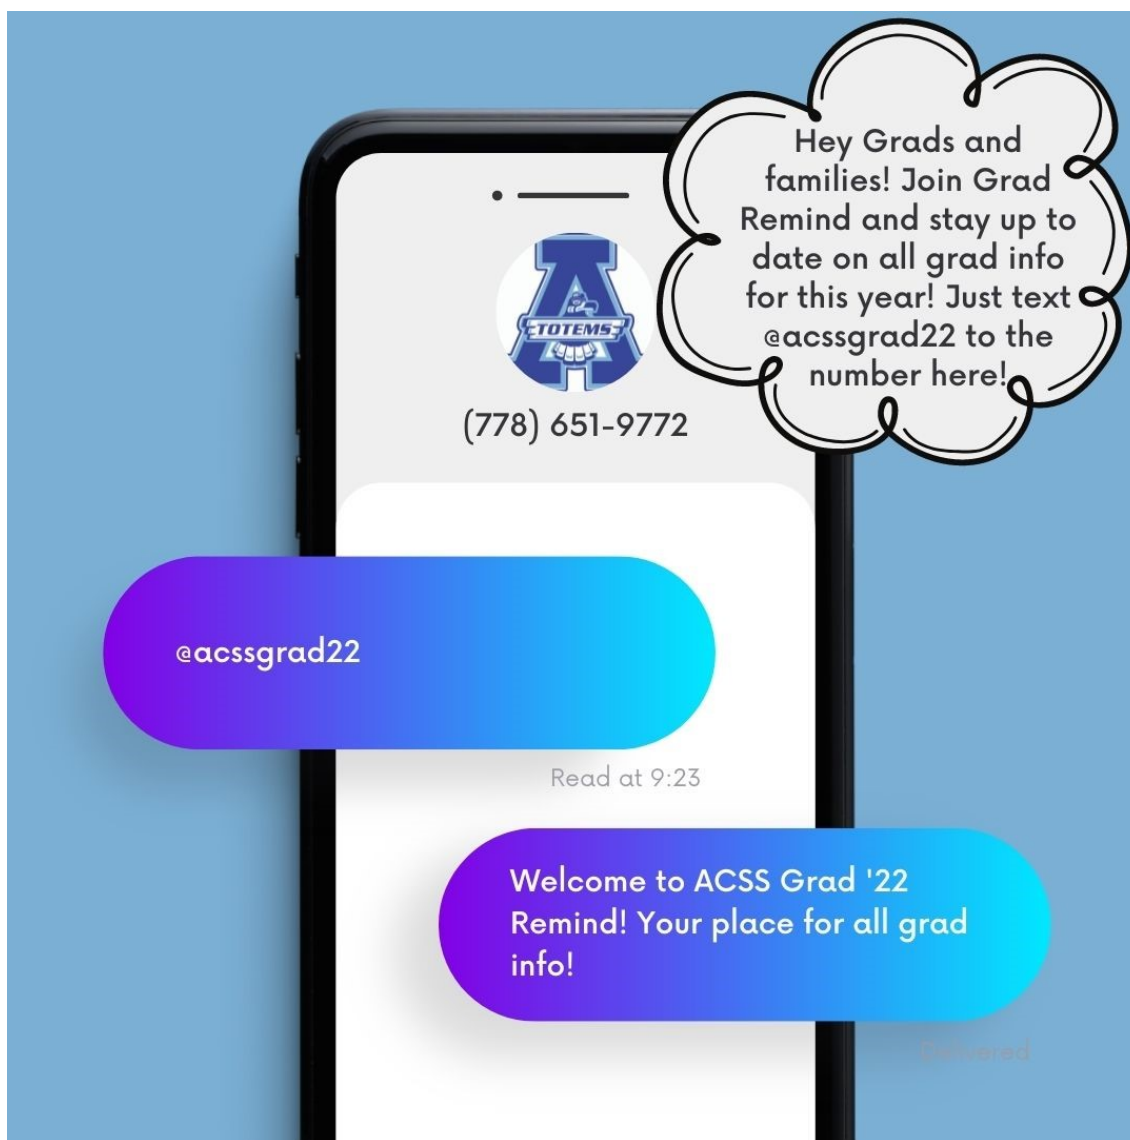 Hey Grads and
families! Join Grad
Remind and stay up to
date on all grad info
for this year! Just text
@acssgrad22 to the
number here!
TOTEMS
(778) 651-9772
@acssgrad22
Read at 9:23
Welcome to ACSS Grad '22
Remind! Your place for all grad
info!
Delivered